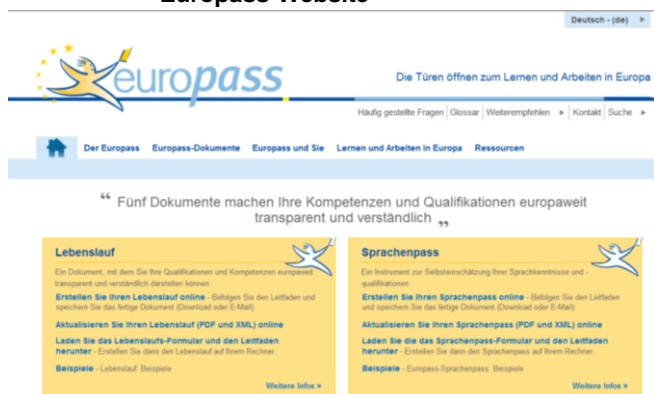 Europass Website
Deutsch - (de)
europass
Die Türen öffnen zum Lernen und Arbeiten in Europa
Häufig gestellte Fragen Glossar Weiterempfehlen Kontakt Suche
Der Europass Europass-Dokumente Europass und Sie Lernen und Arbeiten in Europa Ressourcen
“ Fünf Dokumente machen Ihre Kompetenzen und Qualifikationen europaweit
transparent und verständlich „
Lebenslauf
Ein Dokument, mit dem Sie Ihre Qualifikationen und Kompetenzen europaweit
transparent und verständlich darstellen können
Erstellen Sie Ihren Lebenslauf online - Befolgen Sie den Leitfaden und
speichern Sie das fertige Dokument (Download oder E-Mail).
Aktualisieren Sie Ihren Lebenslauf (PDF und XML) online
Laden Sie das Lebenslaufs-Formular und den Leitfaden
herunter - Erstellen Sie dann den Lebenslauf auf Ihrem Rechner.
Beispiele - Lebenslauf: Beispiele
Weitere Infos »
Sprachenpass
Ein Instrument zur Selbsteinschätzung Ihrer Sprachkenntnisse und -
qualifikationen
Erstellen Sie Ihren Sprachenpass online - Befolgen Sie den Leitfaden
und speichern Sie das fertige Dokument (Download oder E-Mail).
Aktualisieren Sie Ihren Sprachenpass (PDF und XML) online
Laden Sie die das Sprachenpass-Formular und den Leitfaden
herunter - Erstellen Sie dann den Sprachenpass auf Ihrem Rechner.
Beispiele - Europass-Sprachenpass: Beispiele
Weitere Infos »